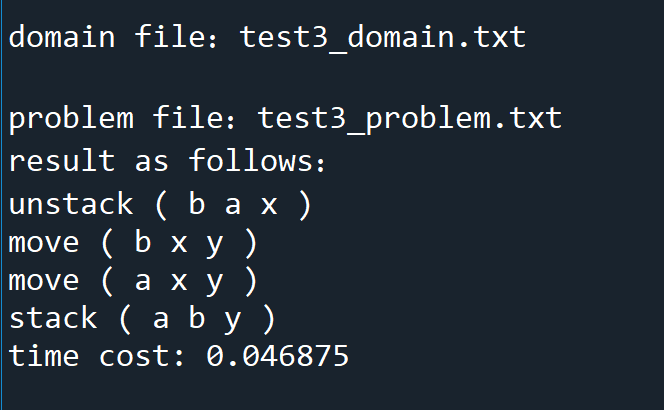 domain file: test3_domain.txt
problem file: test3_problem.txt
result as follows:
unstack ( b a x )
move ( b x y )
move ( a x y )
stack ( a b y )
time cost: 0.046875